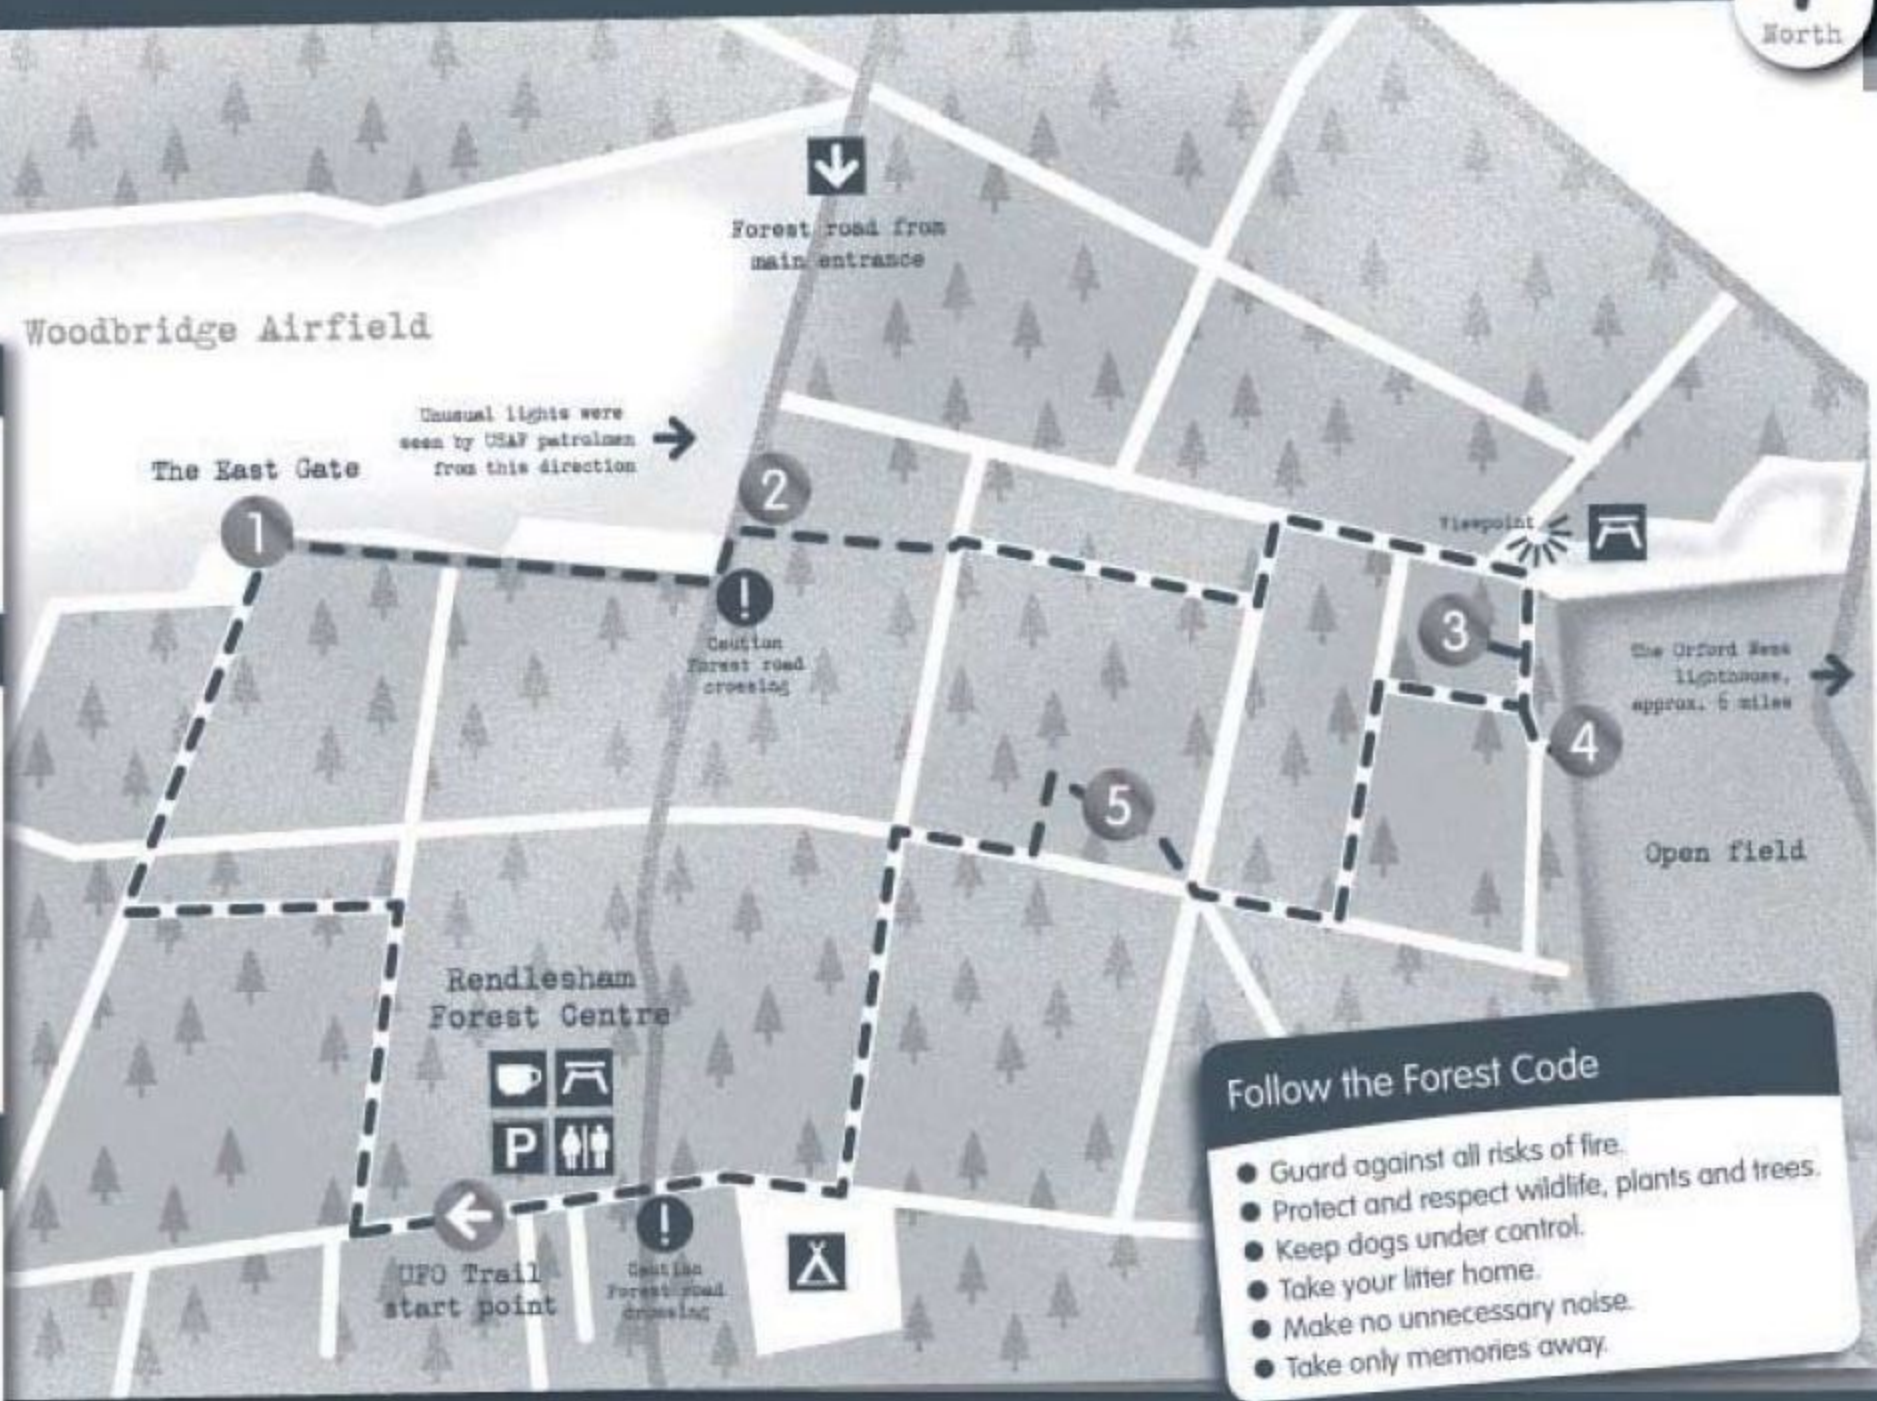 North
Forest road from
main entrance
Woodbridge Airfield
Unusual lights were
seen by USAF patrolmen
from this direction
The East Gate
1
2
Viewpoint
!
Caution
Forest road
crossing
3
The Orford Ness
lighthouse,
approx. 6 miles
4
5
Open field
Rendlesham
Forest Centre
P
!
UFO Trail
start point
Caution
Forest road
crossing
Follow the Forest Code
● Guard against all risks of fire.
● Protect and respect wildlife, plants and trees.
● Keep dogs under control.
● Take your litter home.
● Make no unnecessary noise.
● Take only memories away.